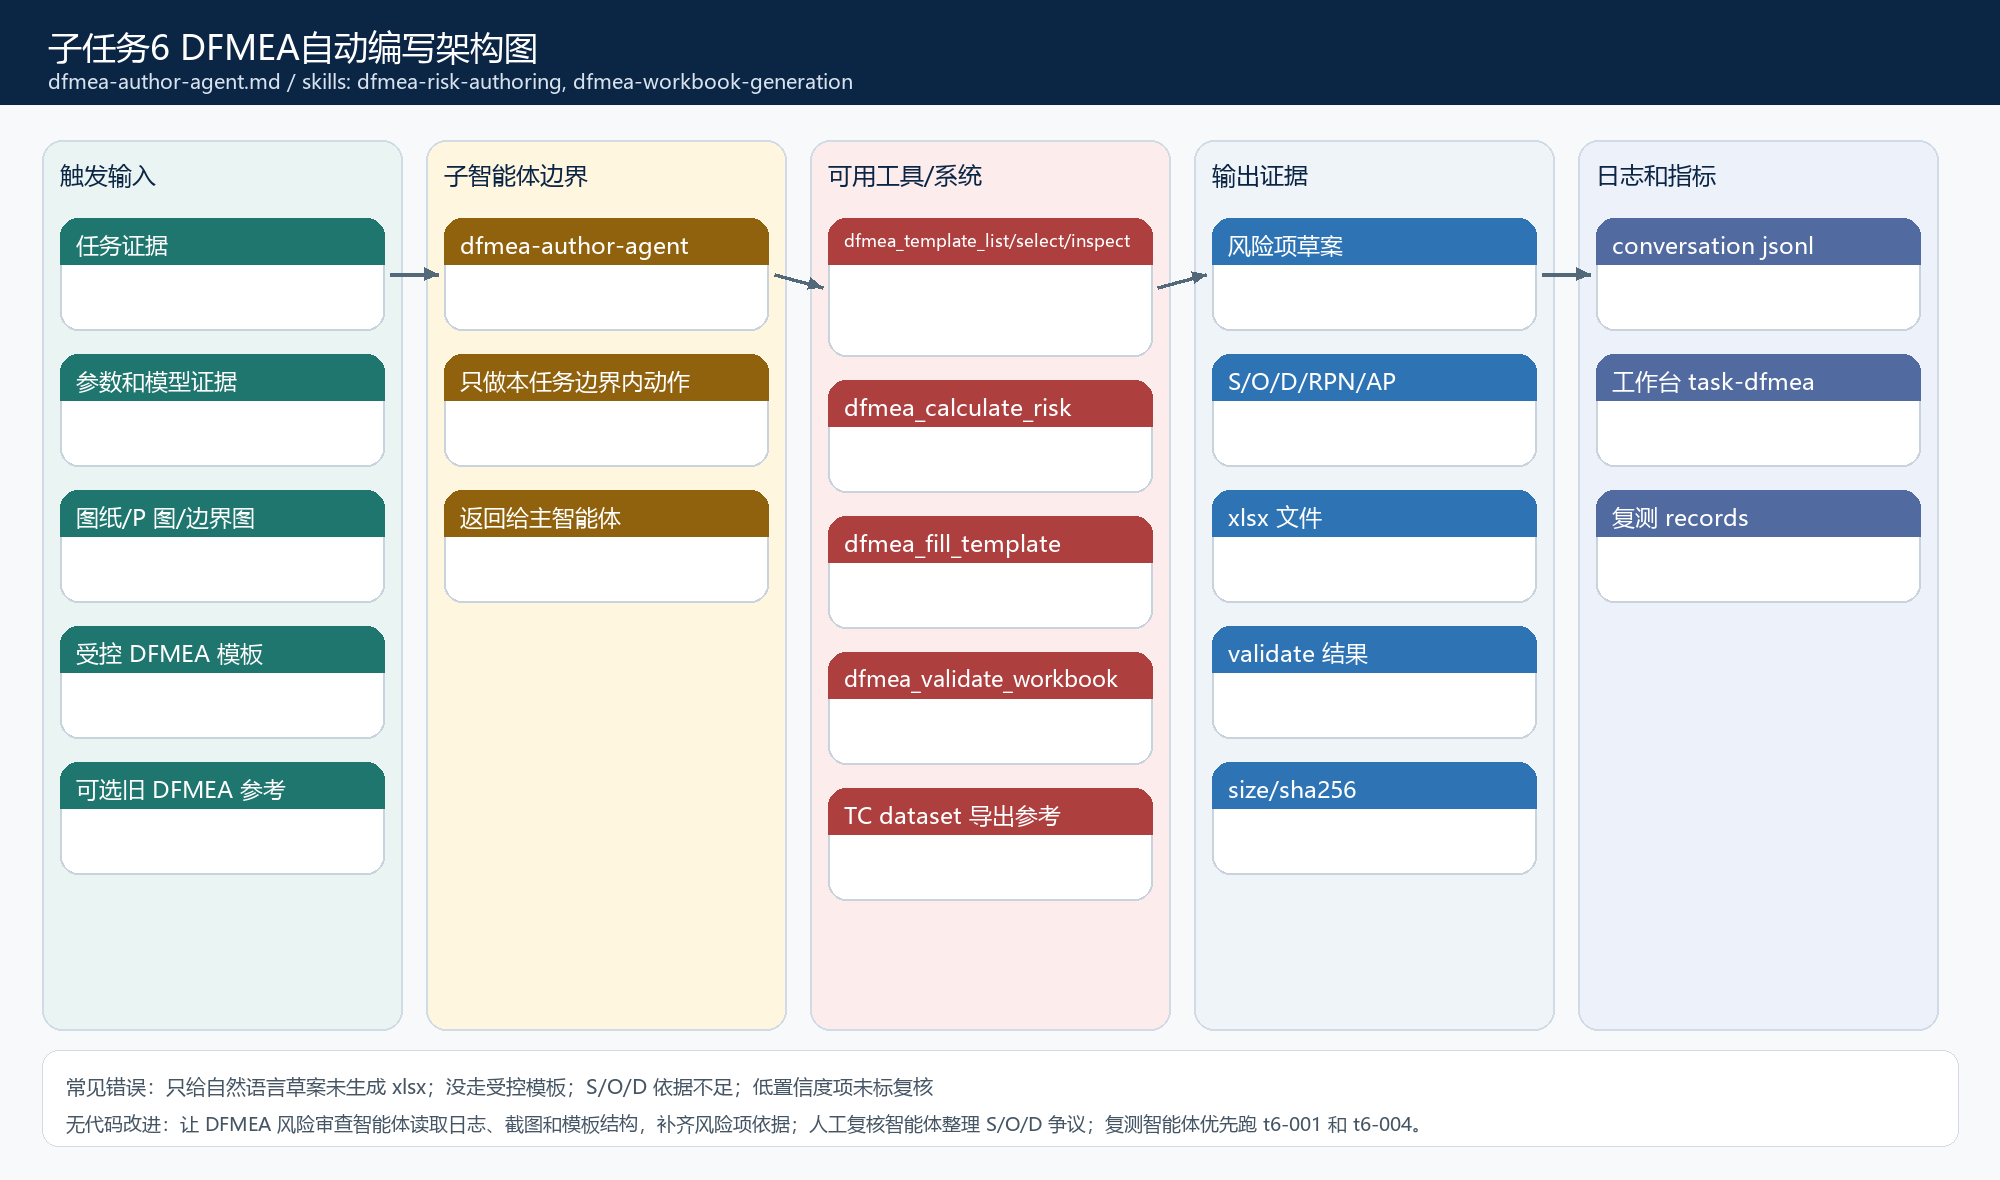 子任务6 DFMEA自动编写架构图
dfmea-author-agent.md / skills: dfmea-risk-authoring, dfmea-workbook-generation
触发输入
任务证据
参数和模型证据
图纸/P 图/边界图
受控 DFMEA 模板
可选旧 DFMEA 参考
子智能体边界
dfmea-author-agent
只做本任务边界内动作
返回给主智能体
可用工具/系统
dfmea_template_list/select/inspect
dfmea_calculate_risk
dfmea_fill_template
dfmea_validate_workbook
TC dataset 导出参考
输出证据
风险项草案
S/O/D/RPN/AP
xlsx 文件
validate 结果
size/sha256
日志和指标
conversation jsonl
工作台 task-dfmea
复测 records
常见错误：只给自然语言草案未生成 xlsx；没走受控模板；S/O/D 依据不足；低置信度项未标复核
无代码改进：让 DFMEA 风险审查智能体读取日志、截图和模板结构，补齐风险项依据；人工复核智能体整理 S/O/D 争议；复测智能体优先跑 t6-001 和 t6-004。